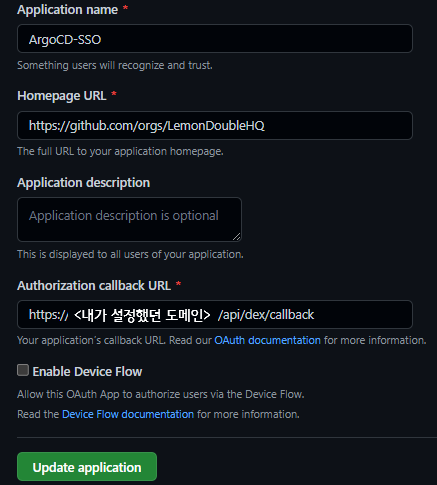 Application name *
ArgoCD-SSO
Something users will recognize and trust.
Homepage URL *
https://github.com/orgs/LemonDoubleHQ
The full URL to your application homepage.
Application description
Application description is optional
This is displayed to all users of your application.
Authorization callback URL *
https:// <내가 설정했던 도메인> /api/dex/callback
Your application's callback URL. Read our OAuth documentation for more information.
Enable Device Flow
Allow this OAuth App to authorize users via the Device Flow.
Read the Device Flow documentation for more information.
Update application